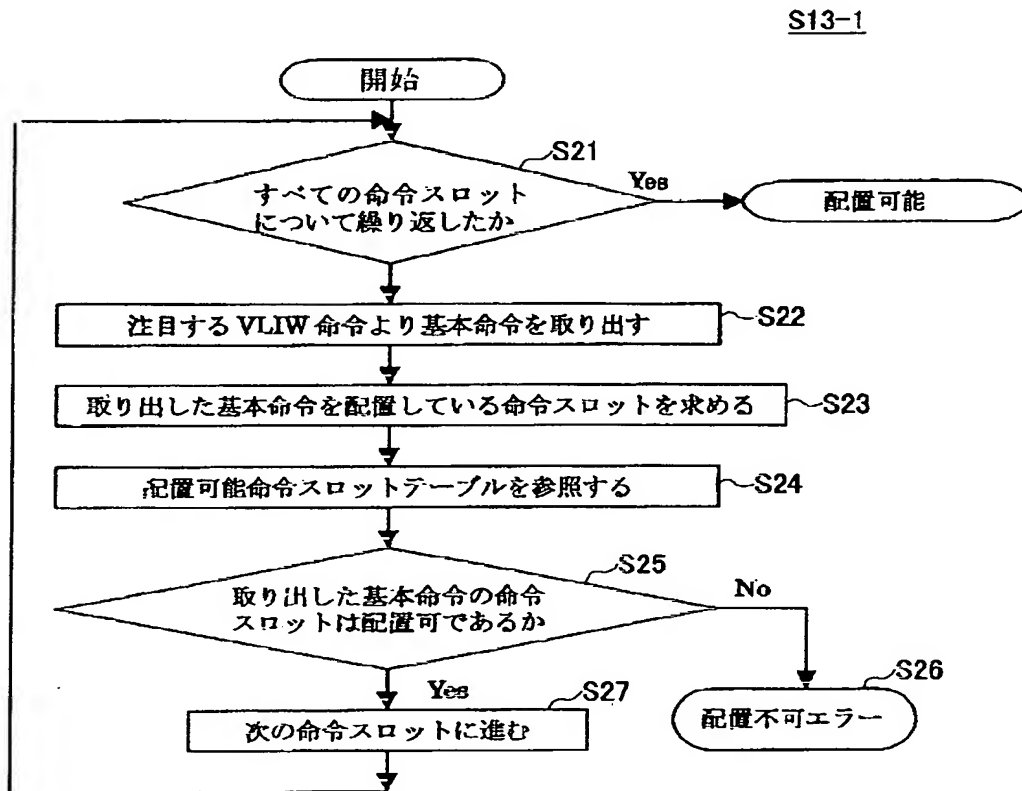 S13-1
開始
S21
すべての命令スロット
について繰り返したか
Yes
配置可能
注目する VLIW 命令より基本命令を取り出す
S22
取り出した基本命令を配置している命令スロットを求める
S23
配置可能命令スロットテーブルを参照する
S24
S25
取り出した基本命令の命令
スロットは配置可であるか
No
Yes
S27
S26
次の命令スロットに進む
配置不可エラー